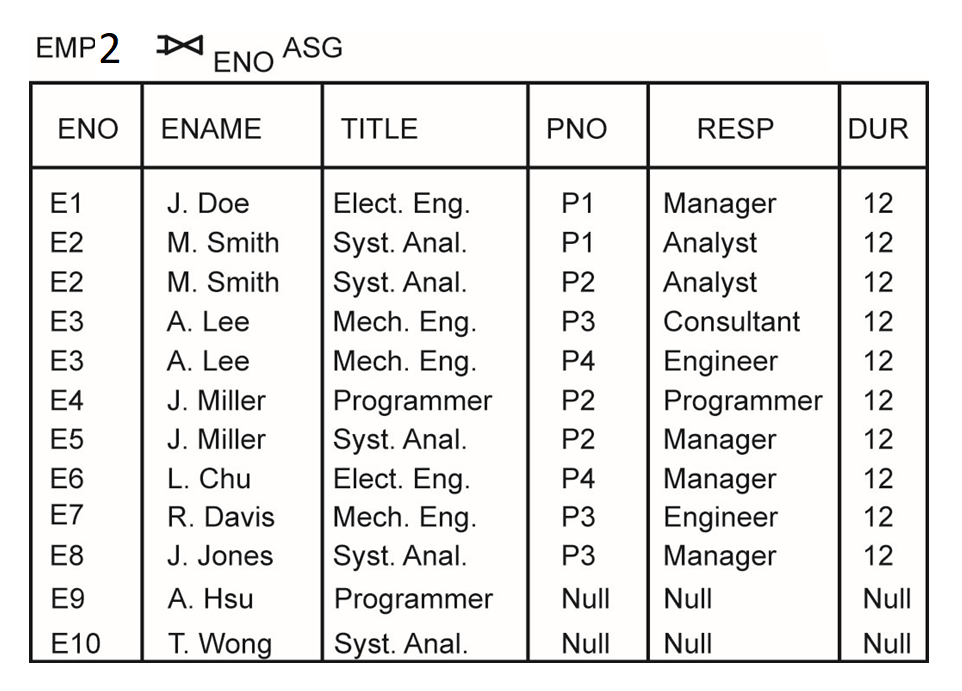 EMP2 ⟕ ENO ASG
ENO ENAME TITLE PNO RESP DUR
E1 J. Doe Elect. Eng. P1 Manager 12
E2 M. Smith Syst. Anal. P1 Analyst 12
E2 M. Smith Syst. Anal. P2 Analyst 12
E3 A. Lee Mech. Eng. P3 Consultant 12
E3 A. Lee Mech. Eng. P4 Engineer 12
E4 J. Miller Programmer P2 Programmer 12
E5 J. Miller Syst. Anal. P2 Manager 12
E6 L. Chu Elect. Eng. P4 Manager 12
E7 R. Davis Mech. Eng. P3 Engineer 12
E8 J. Jones Syst. Anal. P3 Manager 12
E9 A. Hsu Programmer Null Null Null
E10 T. Wong Syst. Anal. Null Null Null